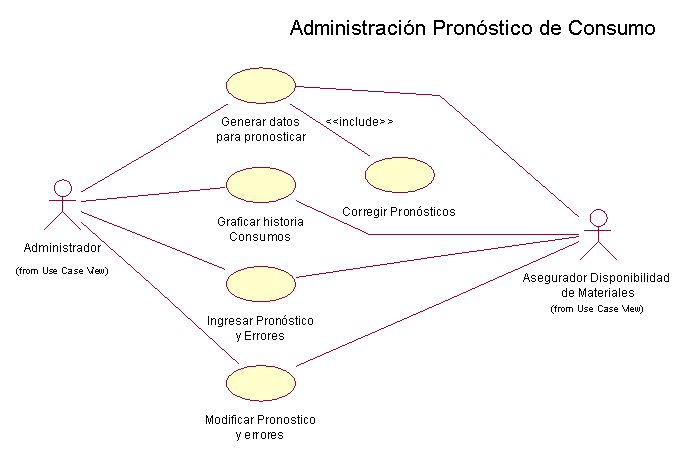 Administración Pronóstico de Consumo
Generar datos
para pronosticar
<<include>>
Corregir Pronósticos
Graficar historia
Consumos
Administrador
(from Use Case View)
Asegurador Disponibilidad
de Materiales
(from Use Case View)
Ingresar Pronóstico
y Errores
Modificar Pronostico
y errores